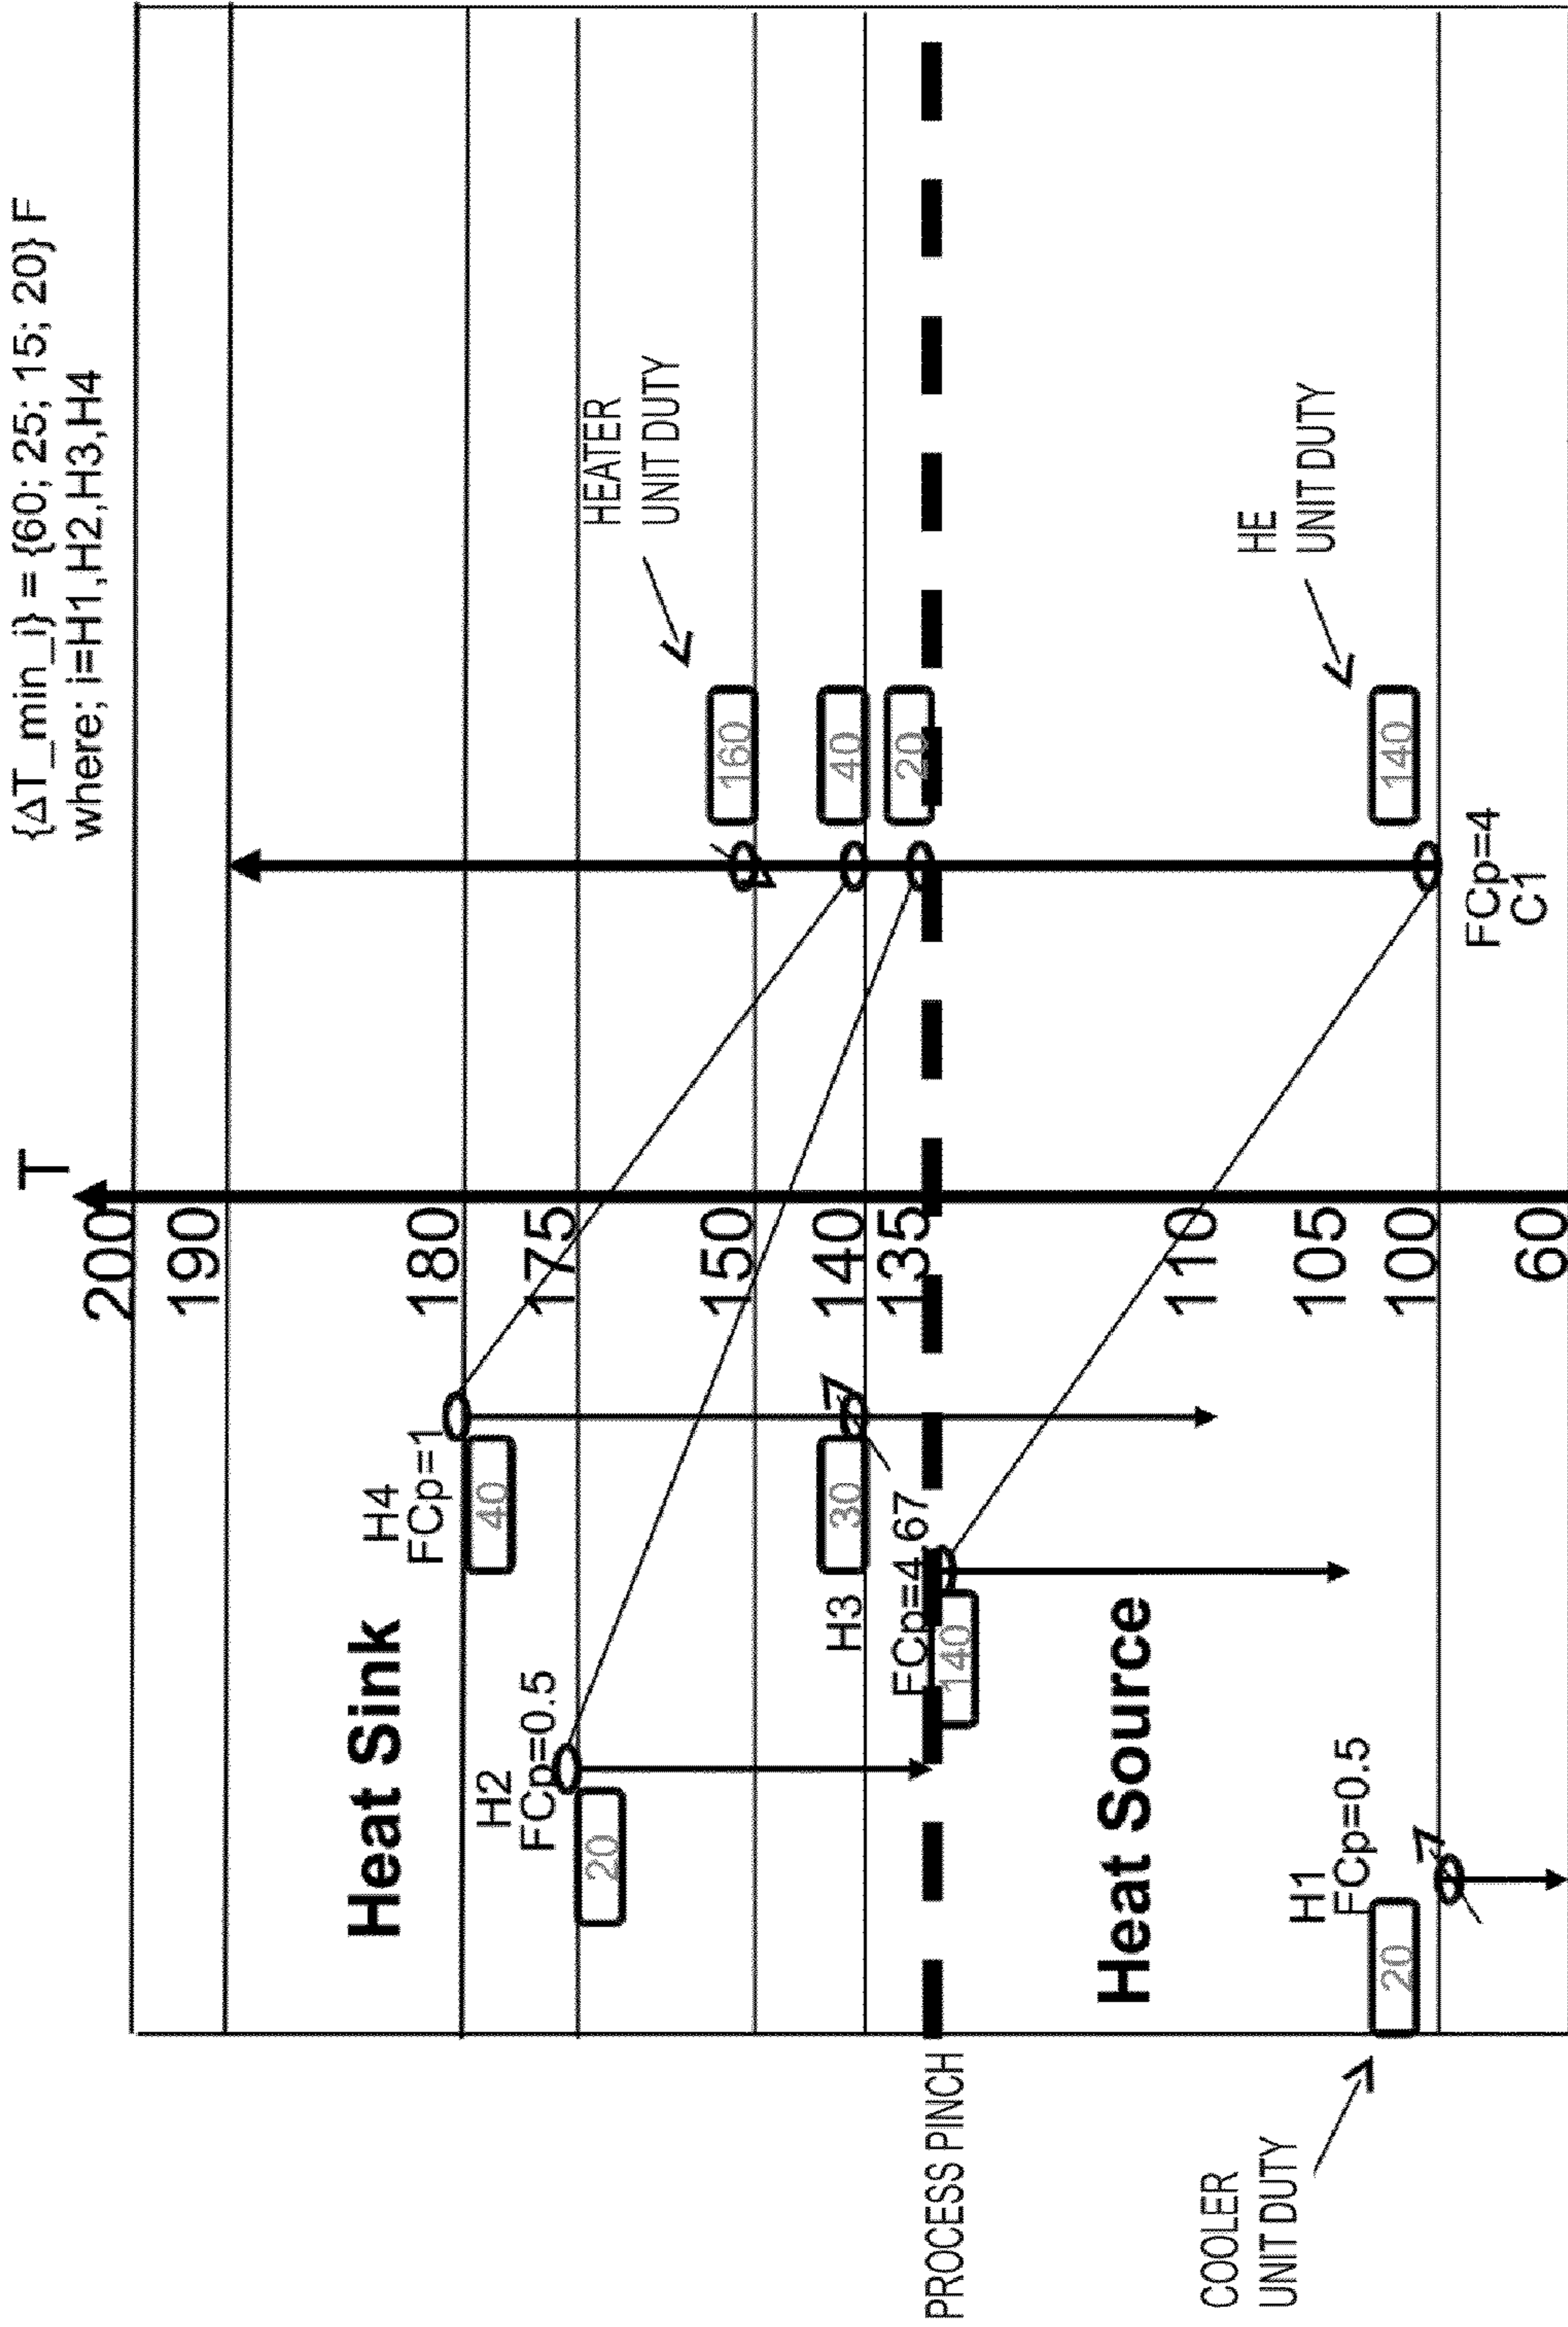 {ΔT_min_i} = {60; 25; 15; 20} F
where; i=H1,H2,H3,H4
T
200
190
180
175
150
140
135
110
105
100
60
Heat Sink
H4
FCp=1
40
H2
FCp=0.5
20
30
H3
FCp=4.67
140
Heat Source
H1
FCp=0.5
20
HEATER
UNIT DUTY
160
40
20
HE
UNIT DUTY
140
FCp=4
C1
PROCESS PINCH
COOLER
UNIT DUTY